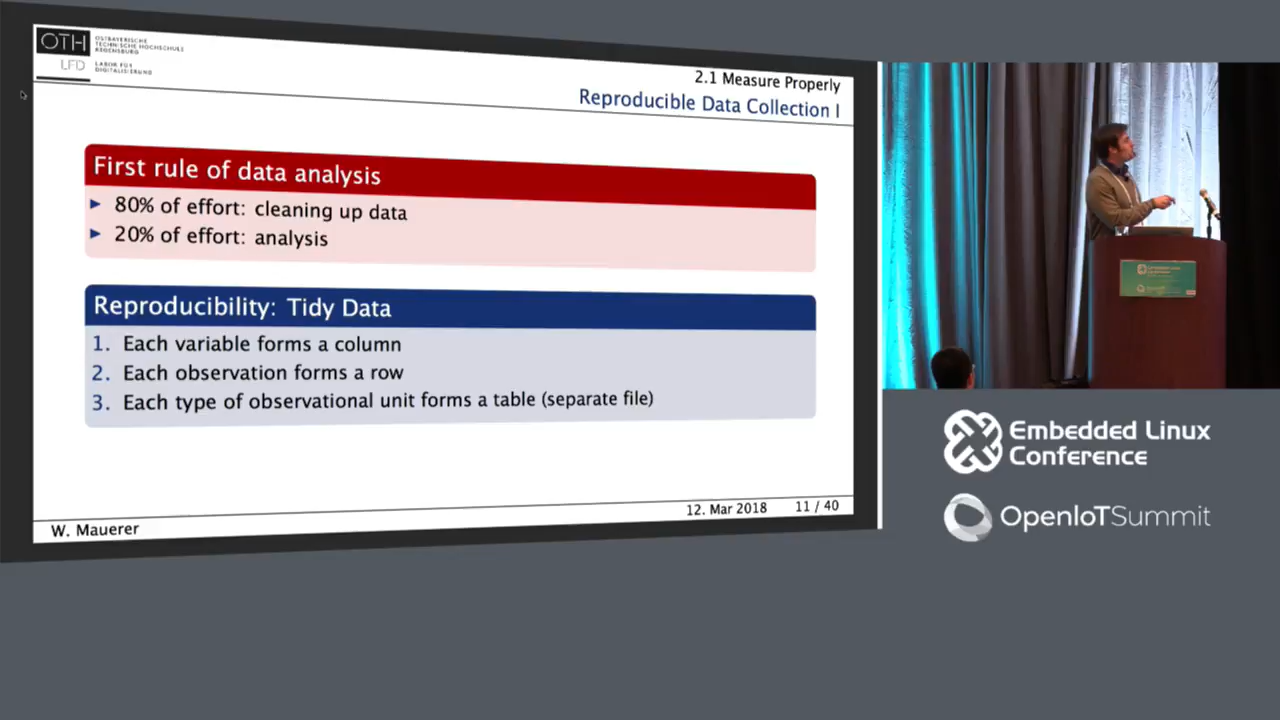 OTH
OSTBAYERISCHE
TECHNISCHE HOCHSCHULE
REGENSBURG
LFD
LABOR FÜR
DIGITALISIERUNG
2.1 Measure Properly
Reproducible Data Collection I
First rule of data analysis
80% of effort: cleaning up data
20% of effort: analysis
Reproducibility: Tidy Data
1. Each variable forms a column
2. Each observation forms a row
3. Each type of observational unit forms a table (separate file)
W. Mauerer
12. Mar 2018
11 / 40
Embedded Linux
Conference
OpenIoTSummit